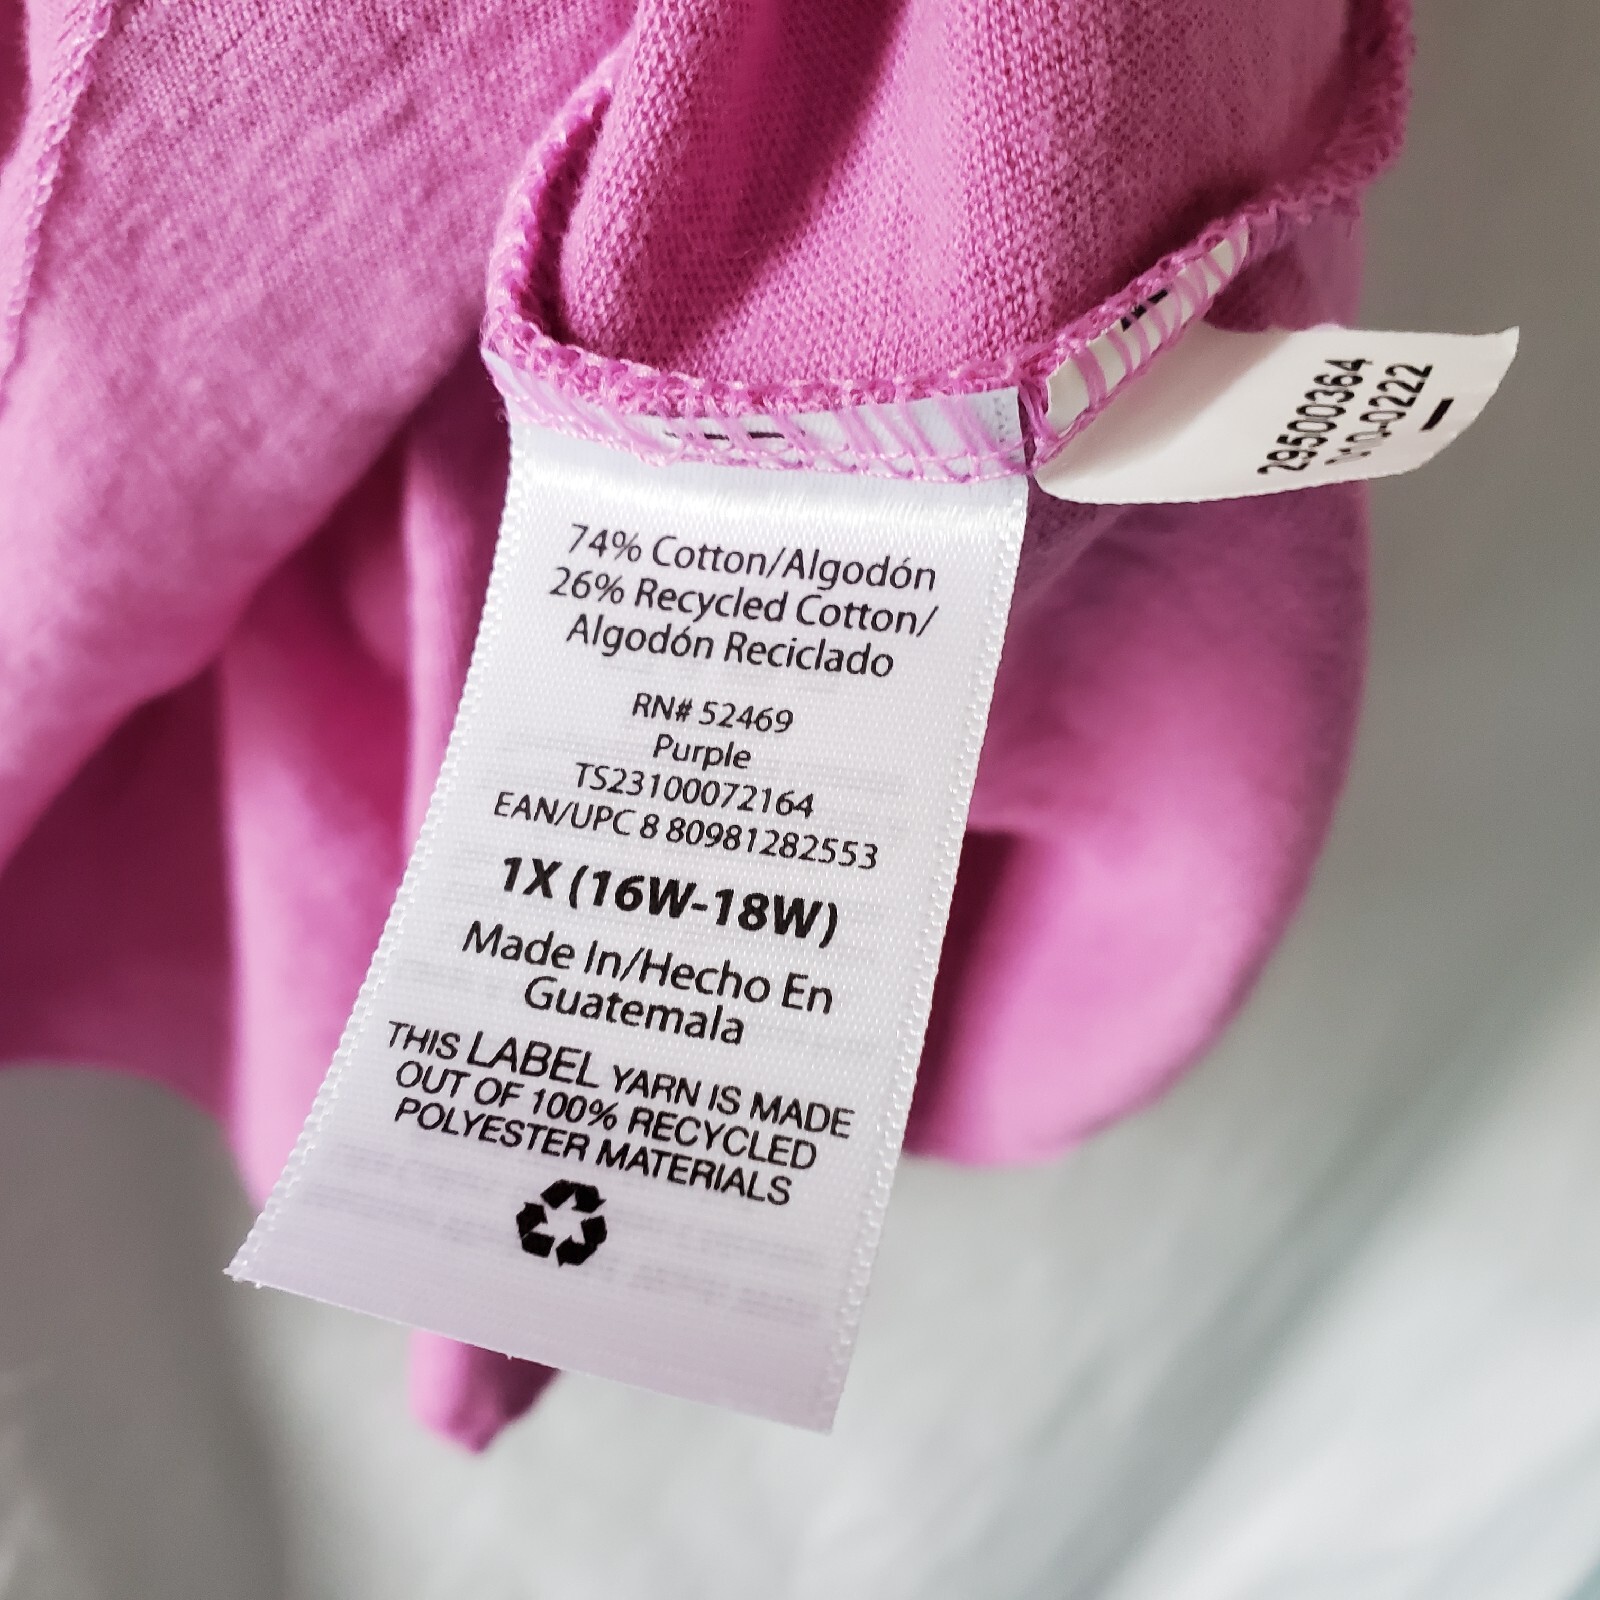 74% Cotton/Algodón
26% Recycled Cotton/
Algodón Reciclado
RN# 52469
Purple
TS23100072164
EAN/UPC 8 80981282553
1X (16W-18W)
Made In/Hecho En
Guatemala
THIS LABEL YARN IS MADE
OUT OF 100% RECYCLED
POLYESTER MATERIALS
29500364